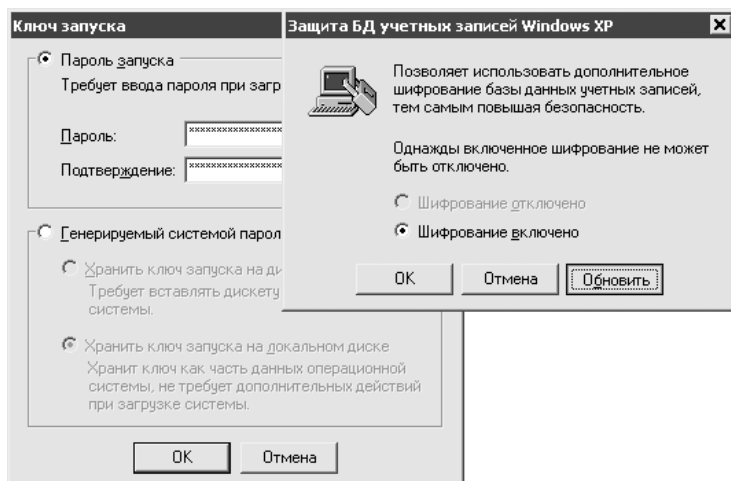 Ключ запуска
Пароль запуска
Требует ввода пароля при загр
Пароль:
*****************
Подтверждение:
*****************
Генерируемый системой парол
Хранить ключ запуска на ди
Требует вставлять дискету
системы.
Хранить ключ запуска на локальном диске
Хранит ключ как часть данных операционной
системы, не требует дополнительных действий
при загрузке системы.
OK Отмена
Защита БД учетных записей Windows XP
Позволяет использовать дополнительное
шифрование базы данных учетных записей,
тем самым повышая безопасность.
Однажды включенное шифрование не может
быть отключено.
Шифрование отключено
Шифрование включено
OK Отмена Обновить